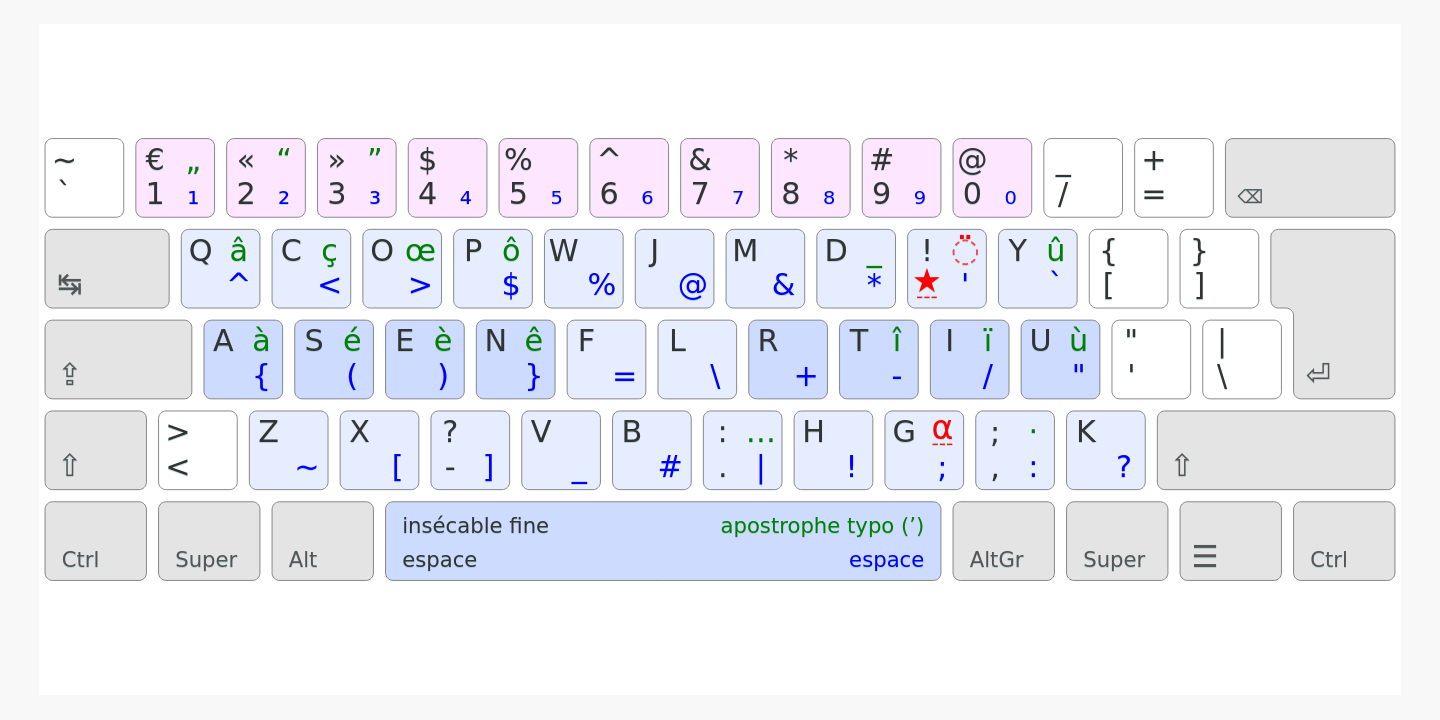 ~ € „ « “ » ” $ % ^ & * # @ _ +
` 1 1 2 2 3 3 4 4 5 5 6 6 7 7 8 8 9 9 0 0 / = ⌫
Q â C ç O œ P ô W J M D _ ! ◌̈ Y û { }
↹ ^ < > $ % @ & * ★ ' ` [ ]
A à S é E è N ê F L R T î I ï U ù " |
⇪ { ( ) } = \ + - / " ' \ ⏎
> Z X ? V B : … H G α ; · K
⇧ < ~ [ - ] _ # . | ! ; , : ? ⇧
insécable fine apostrophe typo (’)
Ctrl Super Alt espace espace AltGr Super ☰ Ctrl